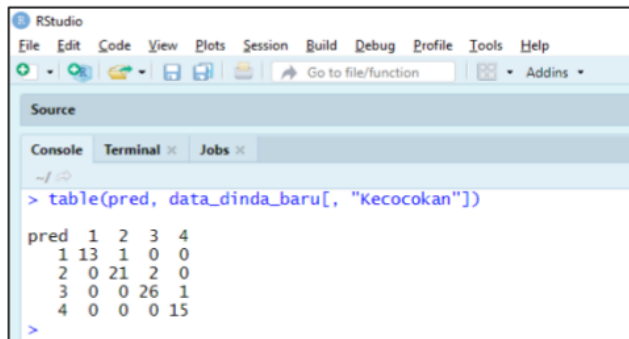 RStudio
File Edit Code View Plots Session Build Debug Profile Tools Help
Go to file/function Addins
Source
Console Terminal Jobs
~/
> table(pred, data_dinda_baru[, "Kecocokan"])
pred 1 2 3 4
1 13 1 0 0
2 0 21 2 0
3 0 0 26 1
4 0 0 0 15
>